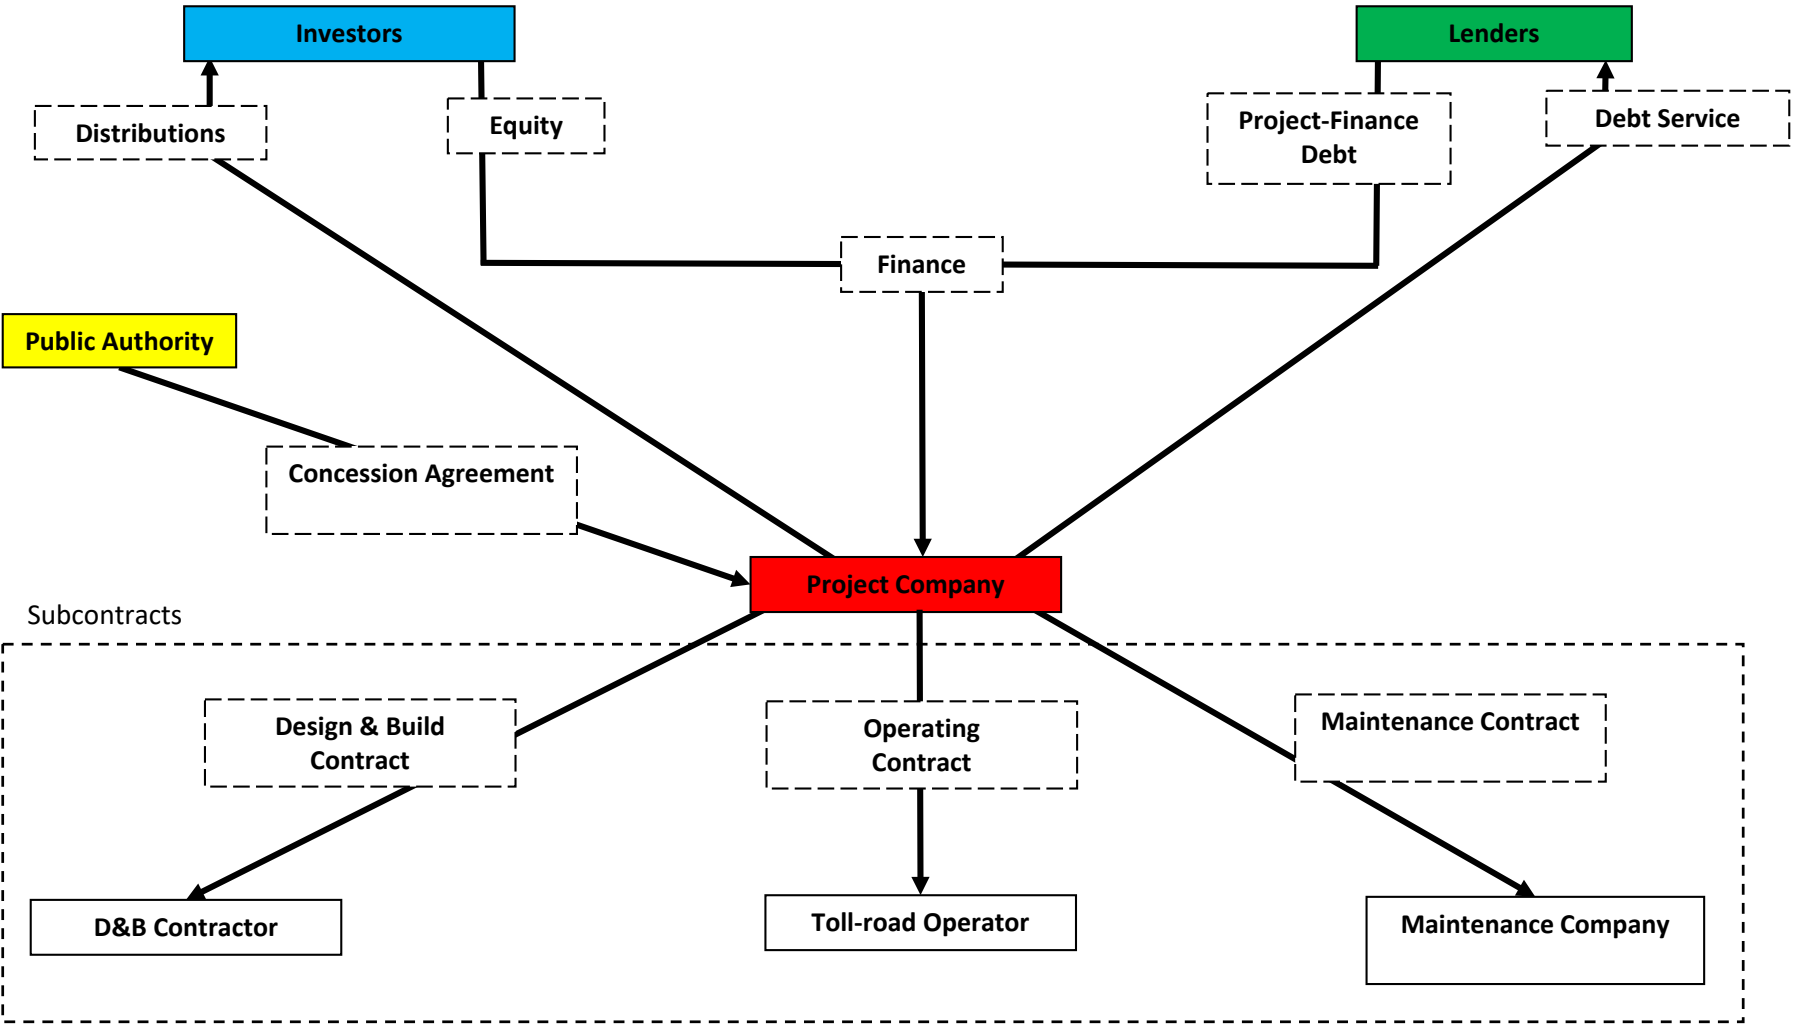 Investors
Lenders
Distributions
Equity
Project-Finance
Debt
Debt Service
Finance
Public Authority
Concession Agreement
Project Company
Subcontracts
Design & Build
Contract
Operating
Contract
Maintenance Contract
D&B Contractor
Toll-road Operator
Maintenance Company